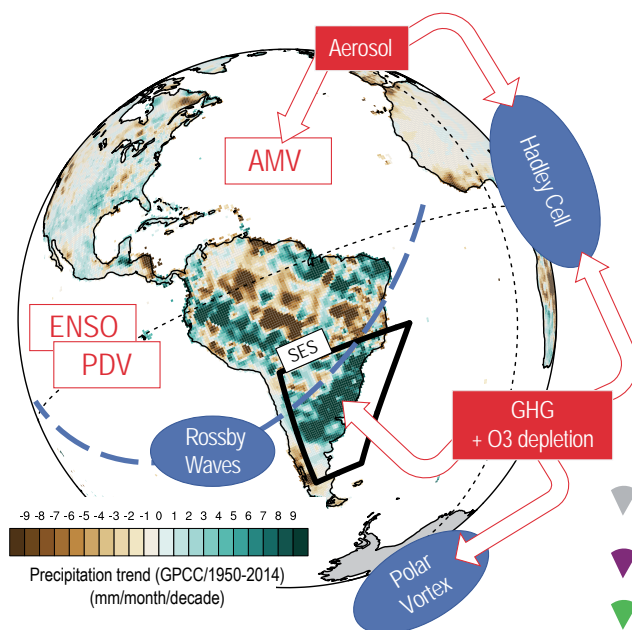 Aerosol
AMV
Hadley Cell
ENSO
PDV
SES
GHG
+ O3 depletion
Rossby
Waves
Polar
Vortex
-9 -8 -7 -6 -5 -4 -3 -2 -1 0 1 2 3 4 5 6 7 8 9
Precipitation trend (GPCC/1950-2014)
(mm/month/decade)